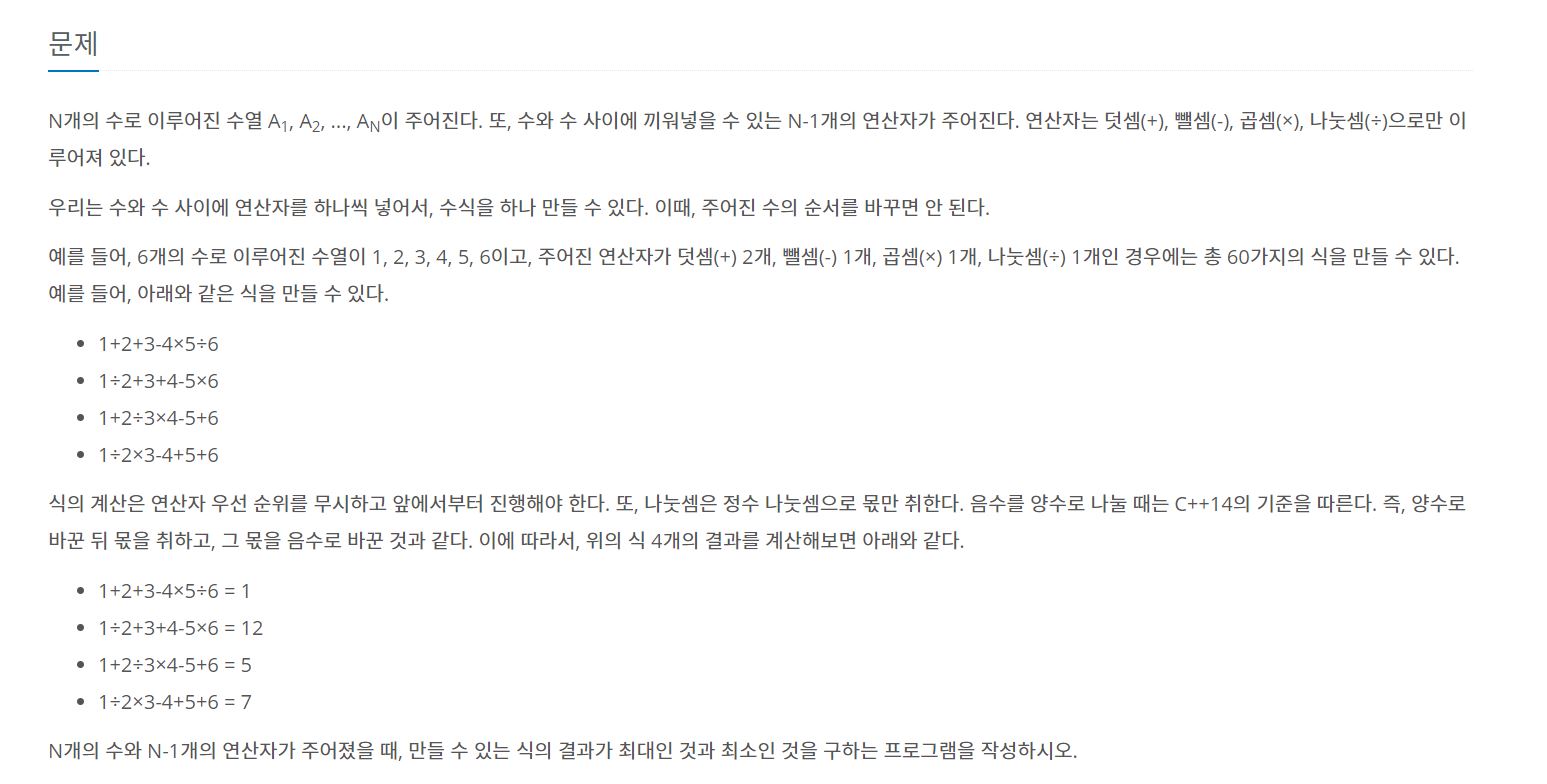 문제
N개의 수로 이루어진 수열 A1, A2, ..., AN이 주어진다. 또, 수와 수 사이에 끼워넣을 수 있는 N-1개의 연산자가 주어진다. 연산자는 덧셈(+), 뺄셈(-), 곱셈(×), 나눗셈(÷)으로만 이
루어져 있다.
우리는 수와 수 사이에 연산자를 하나씩 넣어서, 수식을 하나 만들 수 있다. 이때, 주어진 수의 순서를 바꾸면 안 된다.
예를 들어, 6개의 수로 이루어진 수열이 1, 2, 3, 4, 5, 6이고, 주어진 연산자가 덧셈(+) 2개, 뺄셈(-) 1개, 곱셈(×) 1개, 나눗셈(÷) 1개인 경우에는 총 60가지의 식을 만들 수 있다.
예를 들어, 아래와 같은 식을 만들 수 있다.
• 1+2+3-4×5÷6
• 1÷2+3+4-5×6
• 1+2÷3×4-5+6
• 1÷2×3-4+5+6
식의 계산은 연산자 우선 순위를 무시하고 앞에서부터 진행해야 한다. 또, 나눗셈은 정수 나눗셈으로 몫만 취한다. 음수를 양수로 나눌 때는 C++14의 기준을 따른다. 즉, 양수로
바꾼 뒤 몫을 취하고, 그 몫을 음수로 바꾼 것과 같다. 이에 따라서, 위의 식 4개의 결과를 계산해보면 아래와 같다.
• 1+2+3-4×5÷6 = 1
• 1÷2+3+4-5×6 = 12
• 1+2÷3×4-5+6 = 5
• 1÷2×3-4+5+6 = 7
N개의 수와 N-1개의 연산자가 주어졌을 때, 만들 수 있는 식의 결과가 최대인 것과 최소인 것을 구하는 프로그램을 작성하시오.